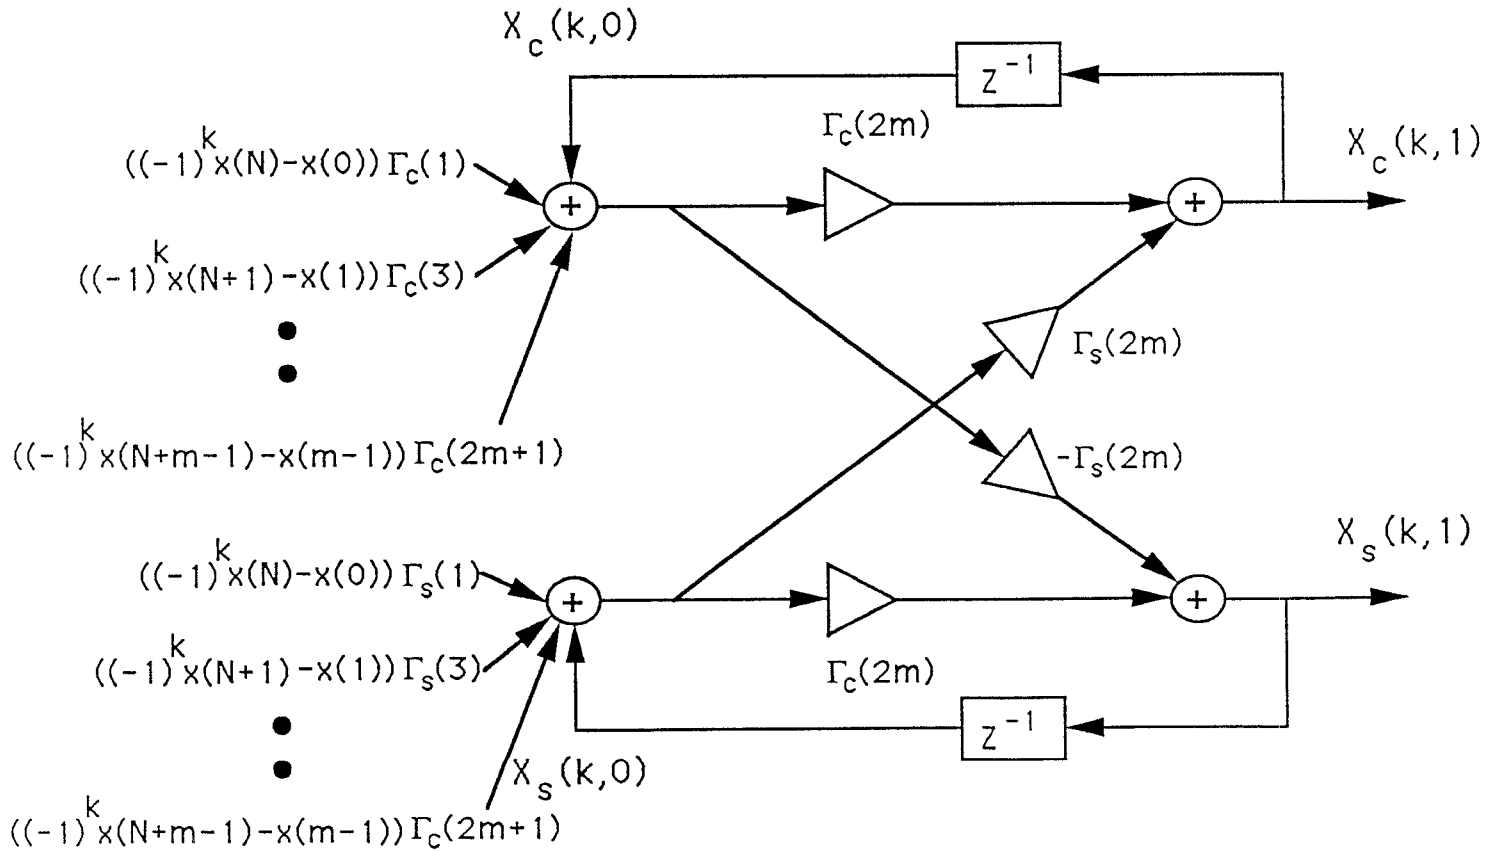 X_c(k,0)
z^-1
Γ_c(2m)
X_c(k,1)
((-1)^k x(N)-x(0))Γ_c(1)
+
+
((-1)^k x(N+1)-x(1))Γ_c(3)
Γ_s(2m)
((-1)^k x(N+m-1)-x(m-1))Γ_c(2m+1)
-Γ_s(2m)
X_s(k,1)
((-1)^k x(N)-x(0))Γ_s(1)
+
+
((-1)^k x(N+1)-x(1))Γ_s(3)
Γ_c(2m)
z^-1
X_s(k,0)
((-1)^k x(N+m-1)-x(m-1))Γ_c(2m+1)